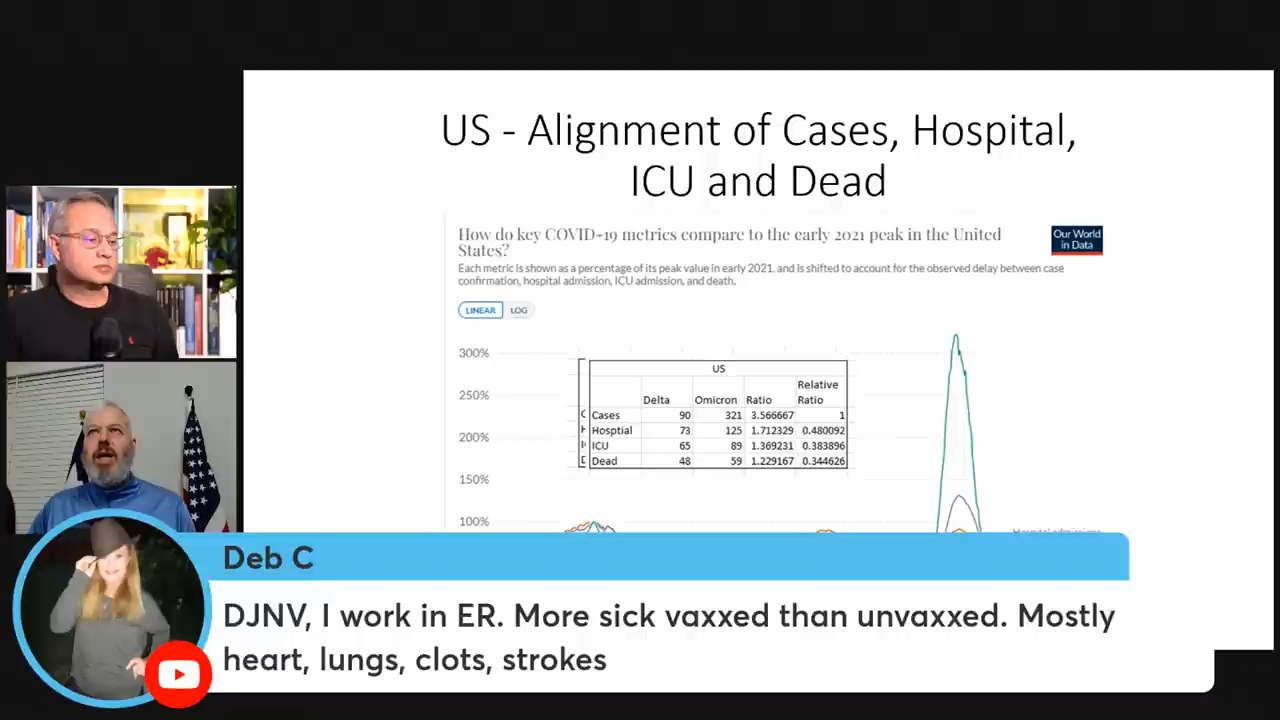 US - Alignment of Cases, Hospital,
ICU and Dead
How do key COVID-19 metrics compare to the early 2021 peak in the United
States?
Our World
in Data
Each metric is shown as a percentage of its peak value in early 2021, and is shifted to account for the observed delay between case
confirmation, hospital admission, ICU admission, and death.
LINEAR LOG
300%
250%
200%
150%
100%
US
Delta Omicron Ratio Relative Ratio
Cases 90 321 3.566667 1
Hosptial 73 125 1.712329 0.480092
ICU 65 89 1.369231 0.383896
Dead 48 59 1.229167 0.344626
Hospital admissions
Deb C
DJNV, I work in ER. More sick vaxxed than unvaxxed. Mostly
heart, lungs, clots, strokes